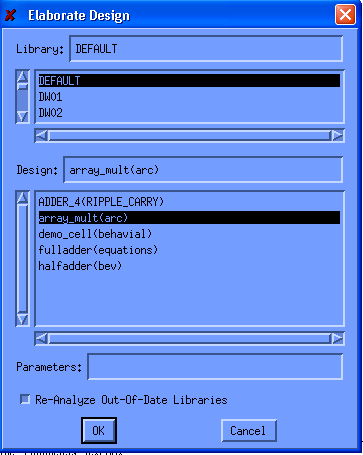 Elaborate Design
Library: DEFAULT
DEFAULT
DW01
DW02
Design: array_mult(arc)
ADDER_4(RIPPLE_CARRY)
array_mult(arc)
demo_cell(behavial)
fulladder(equations)
halfadder(bev)
Parameters:
Re-Analyze Out-Of-Date Libraries
OK Cancel